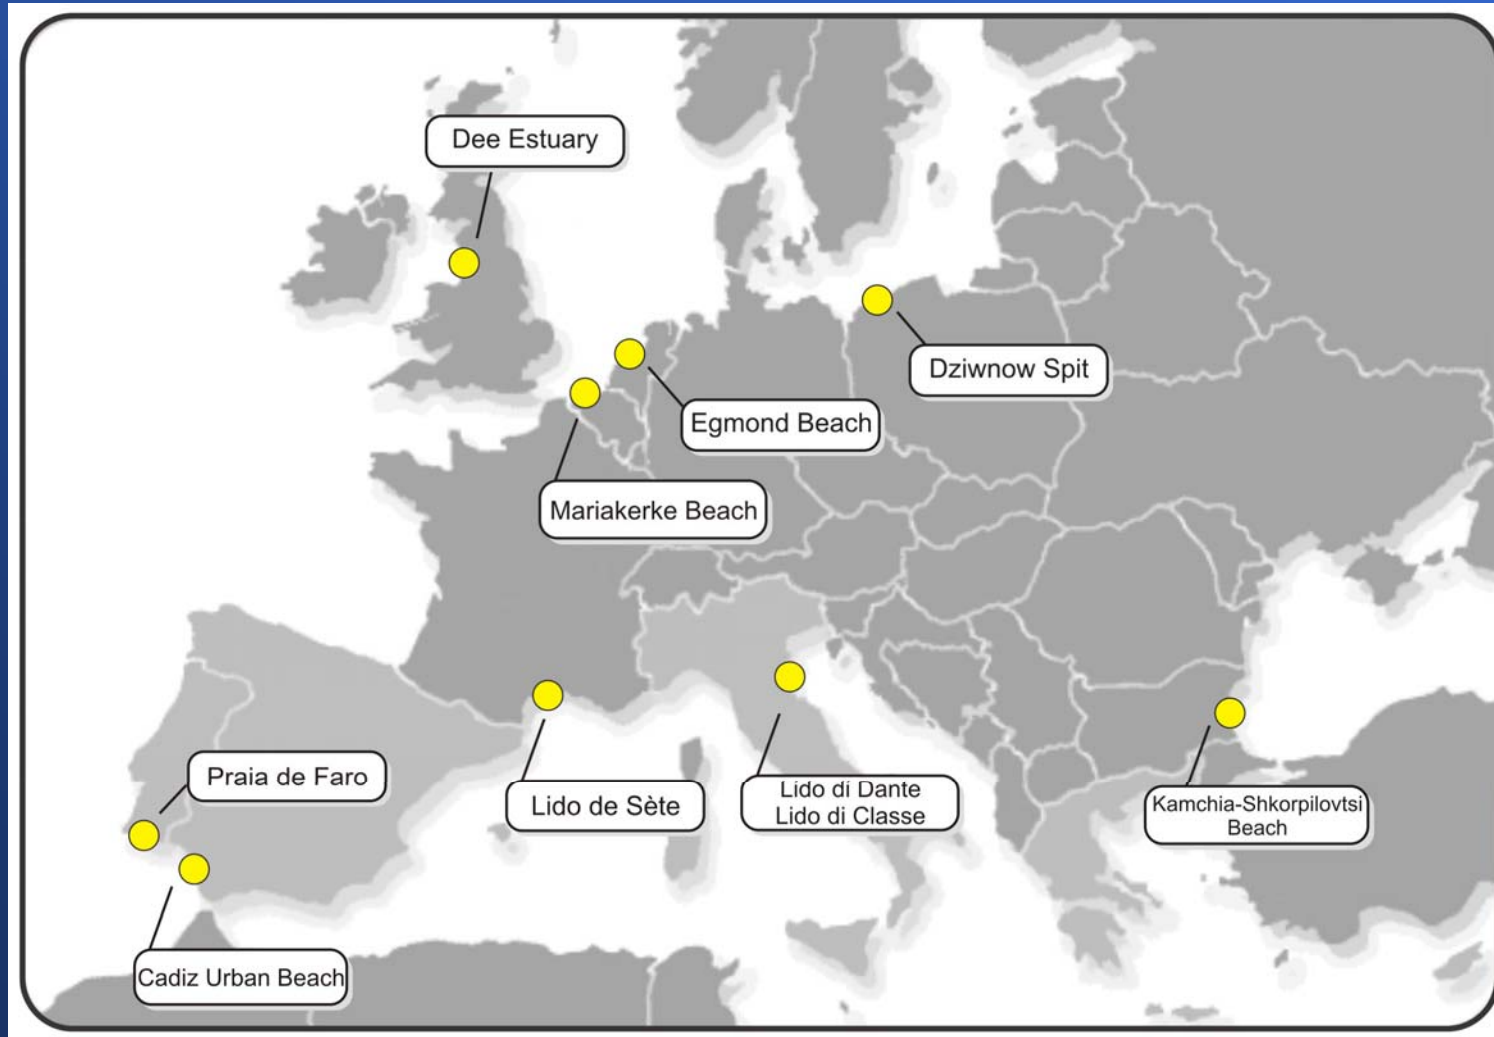 Dee Estuary
Dziwnow Spit
Egmond Beach
Mariakerke Beach
Praia de Faro
Lido de Sète
Lido di Dante
Lido di Classe
Kamchia-Shkorpilovtsi
Beach
Cadiz Urban Beach